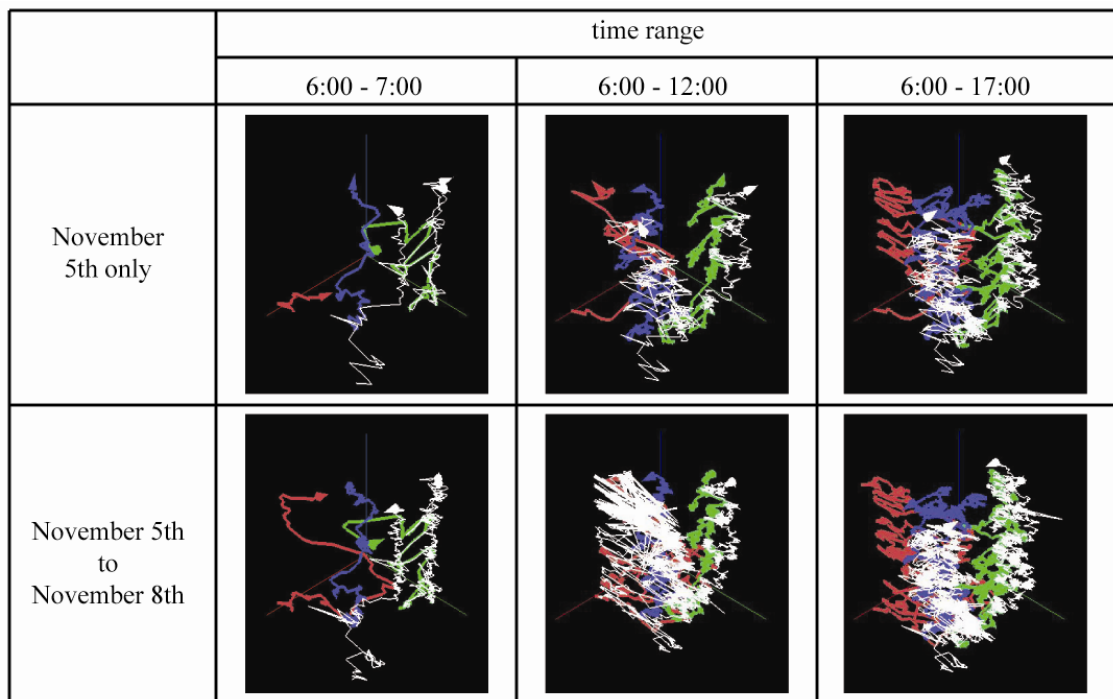 time range
6:00 - 7:00
6:00 - 12:00
6:00 - 17:00
November
5th only
November 5th
to
November 8th